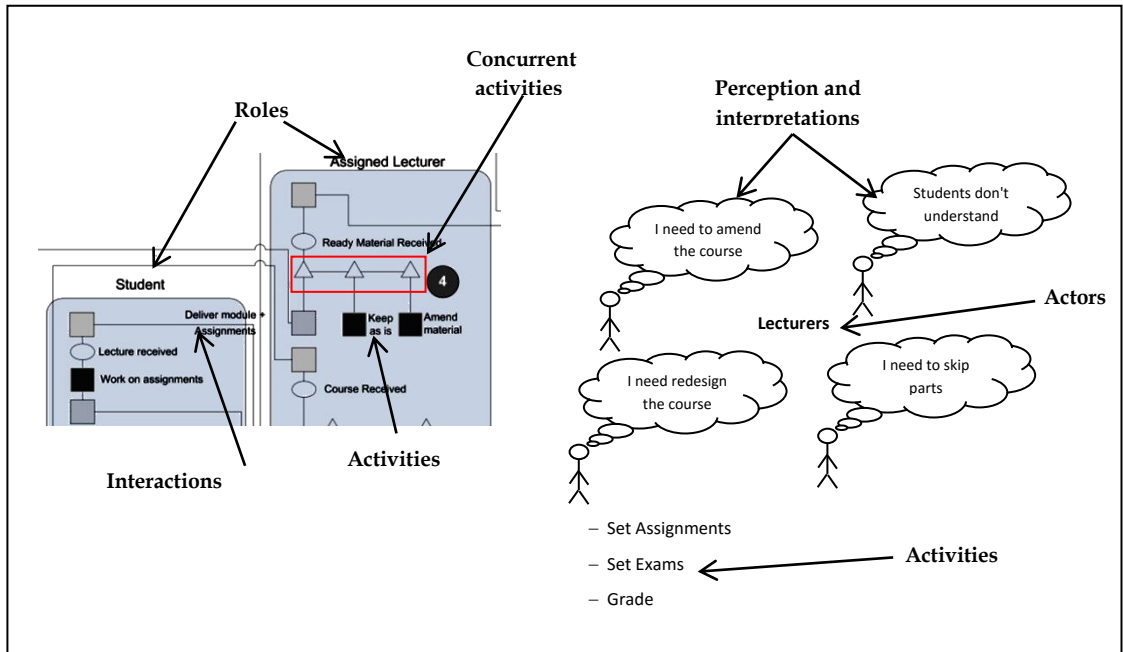 Concurrent
activities
Roles
Perception and
interpretations
Assigned Lecturer
Ready Material Received
4
Student
Deliver module +
Assignments
Keep
as is
Amend
material
Lecture received
Work on assignments
Course Received
Interactions
Activities
I need to amend
the course
Students don't
understand
Lecturers
Actors
I need redesign
the course
I need to skip
parts
– Set Assignments
– Set Exams
– Grade
Activities